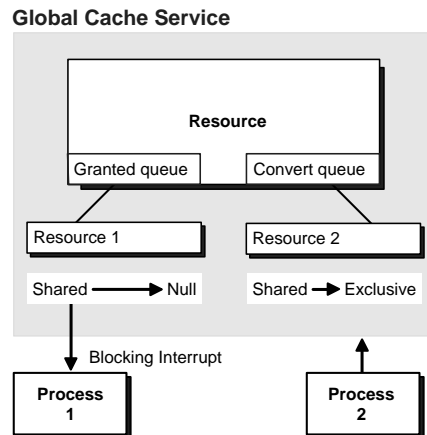 Global Cache Service
Resource
Granted queue
Convert queue
Resource 1
Resource 2
Shared
Null
Shared
Exclusive
Blocking Interrupt
Process
1
Process
2